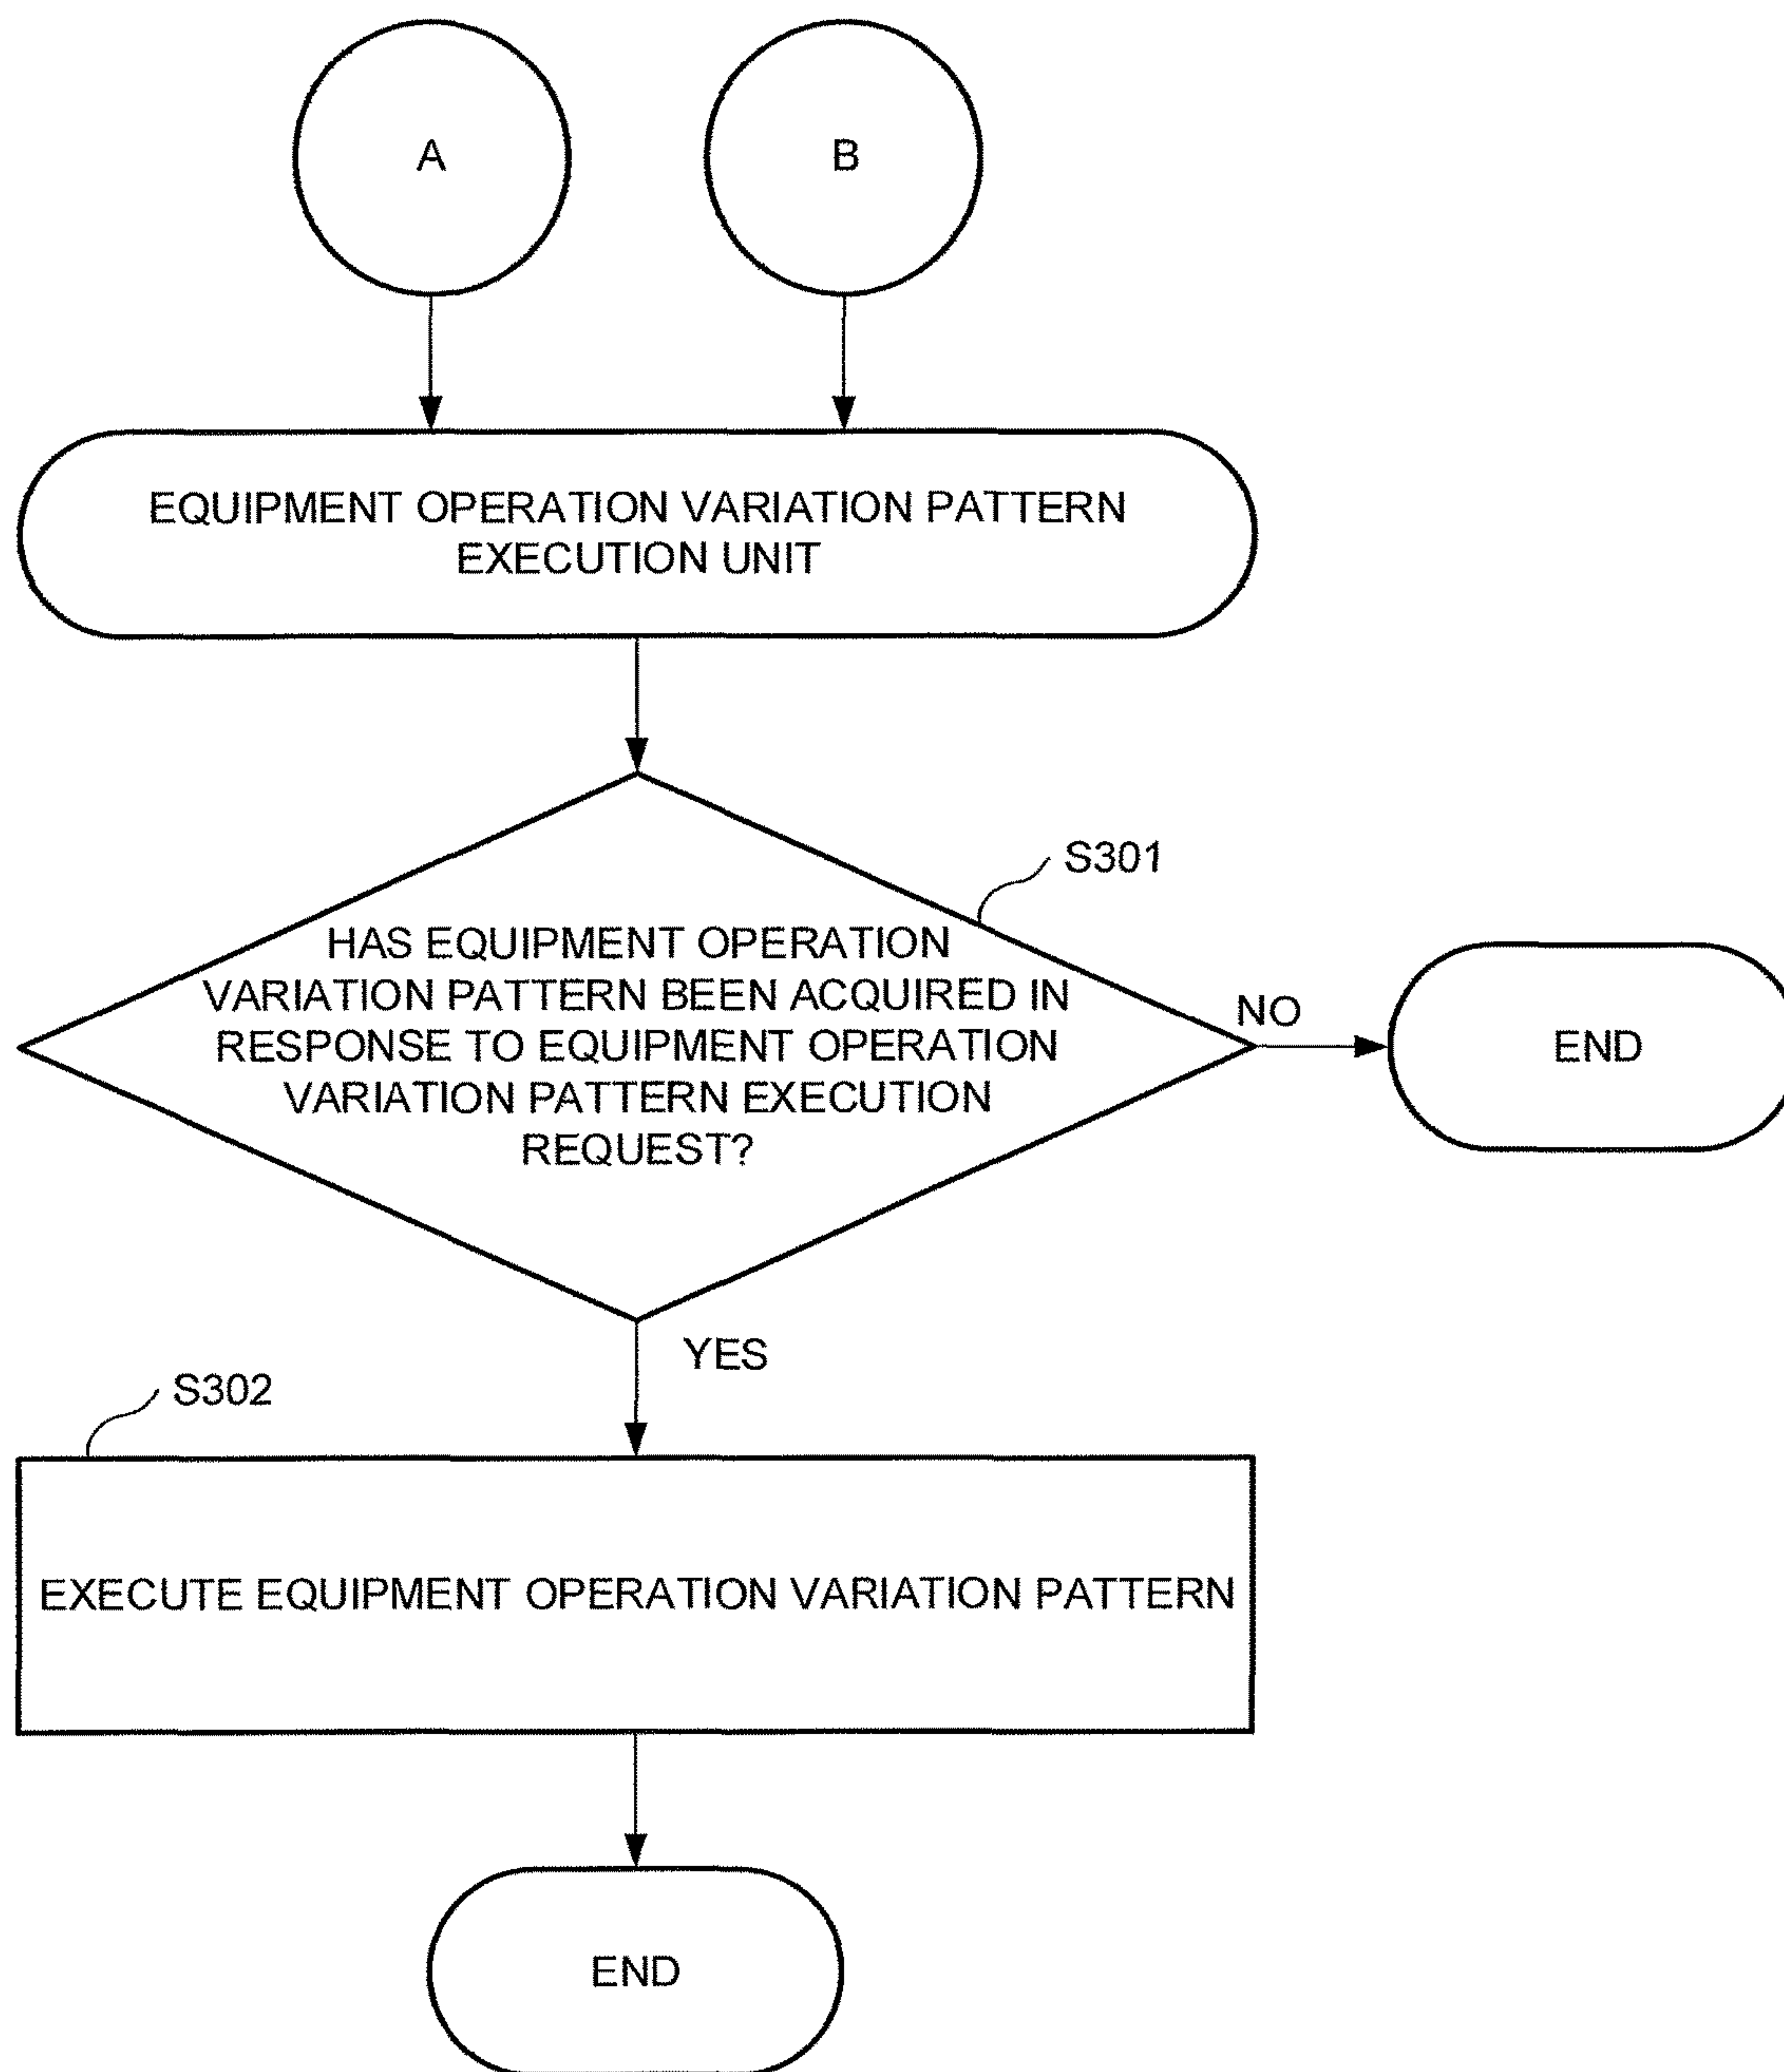 A
B
EQUIPMENT OPERATION VARIATION PATTERN
EXECUTION UNIT
S301
HAS EQUIPMENT OPERATION
VARIATION PATTERN BEEN ACQUIRED IN
RESPONSE TO EQUIPMENT OPERATION
VARIATION PATTERN EXECUTION
REQUEST?
NO
END
YES
S302
EXECUTE EQUIPMENT OPERATION VARIATION PATTERN
END